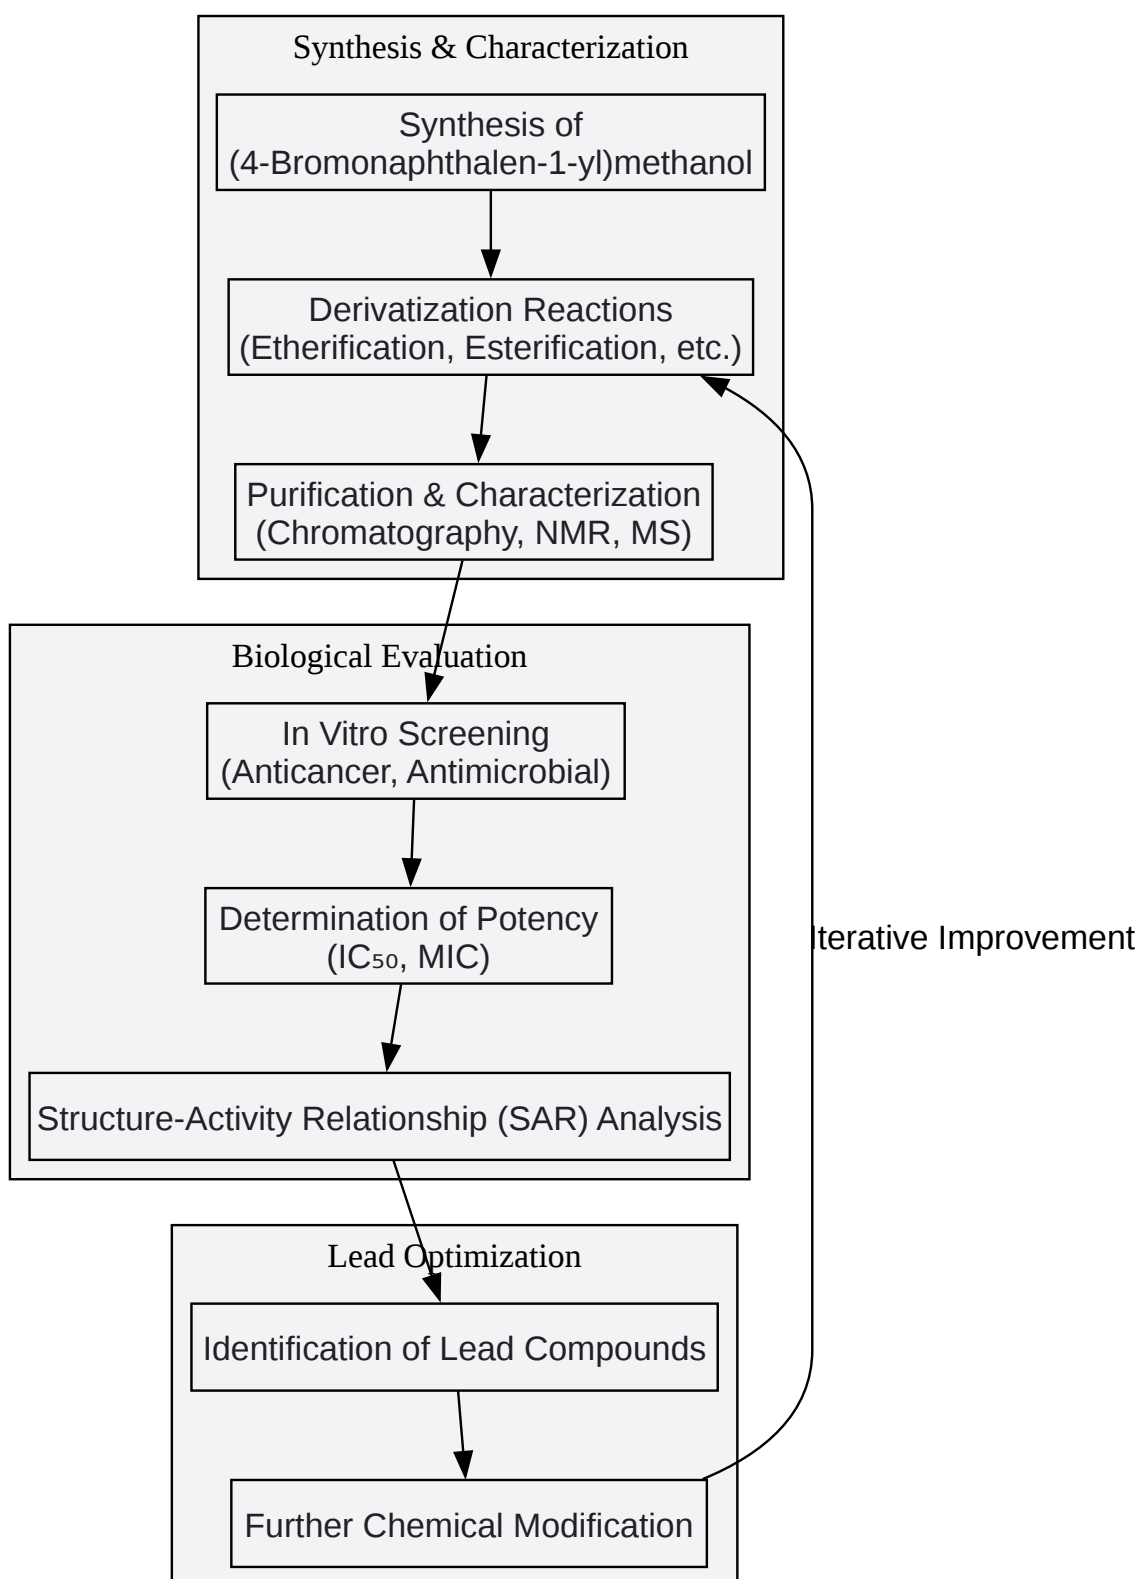 Synthesis & Characterization
Synthesis of
(4-Bromonaphthalen-1-yl)methanol
Derivatization Reactions
(Etherification, Esterification, etc.)
Purification & Characterization
(Chromatography, NMR, MS)
Biological Evaluation
In Vitro Screening
(Anticancer, Antimicrobial)
Determination of Potency
(IC₅₀, MIC)
Iterative Improvement
Structure-Activity Relationship (SAR) Analysis
Lead Optimization
Identification of Lead Compounds
Further Chemical Modification